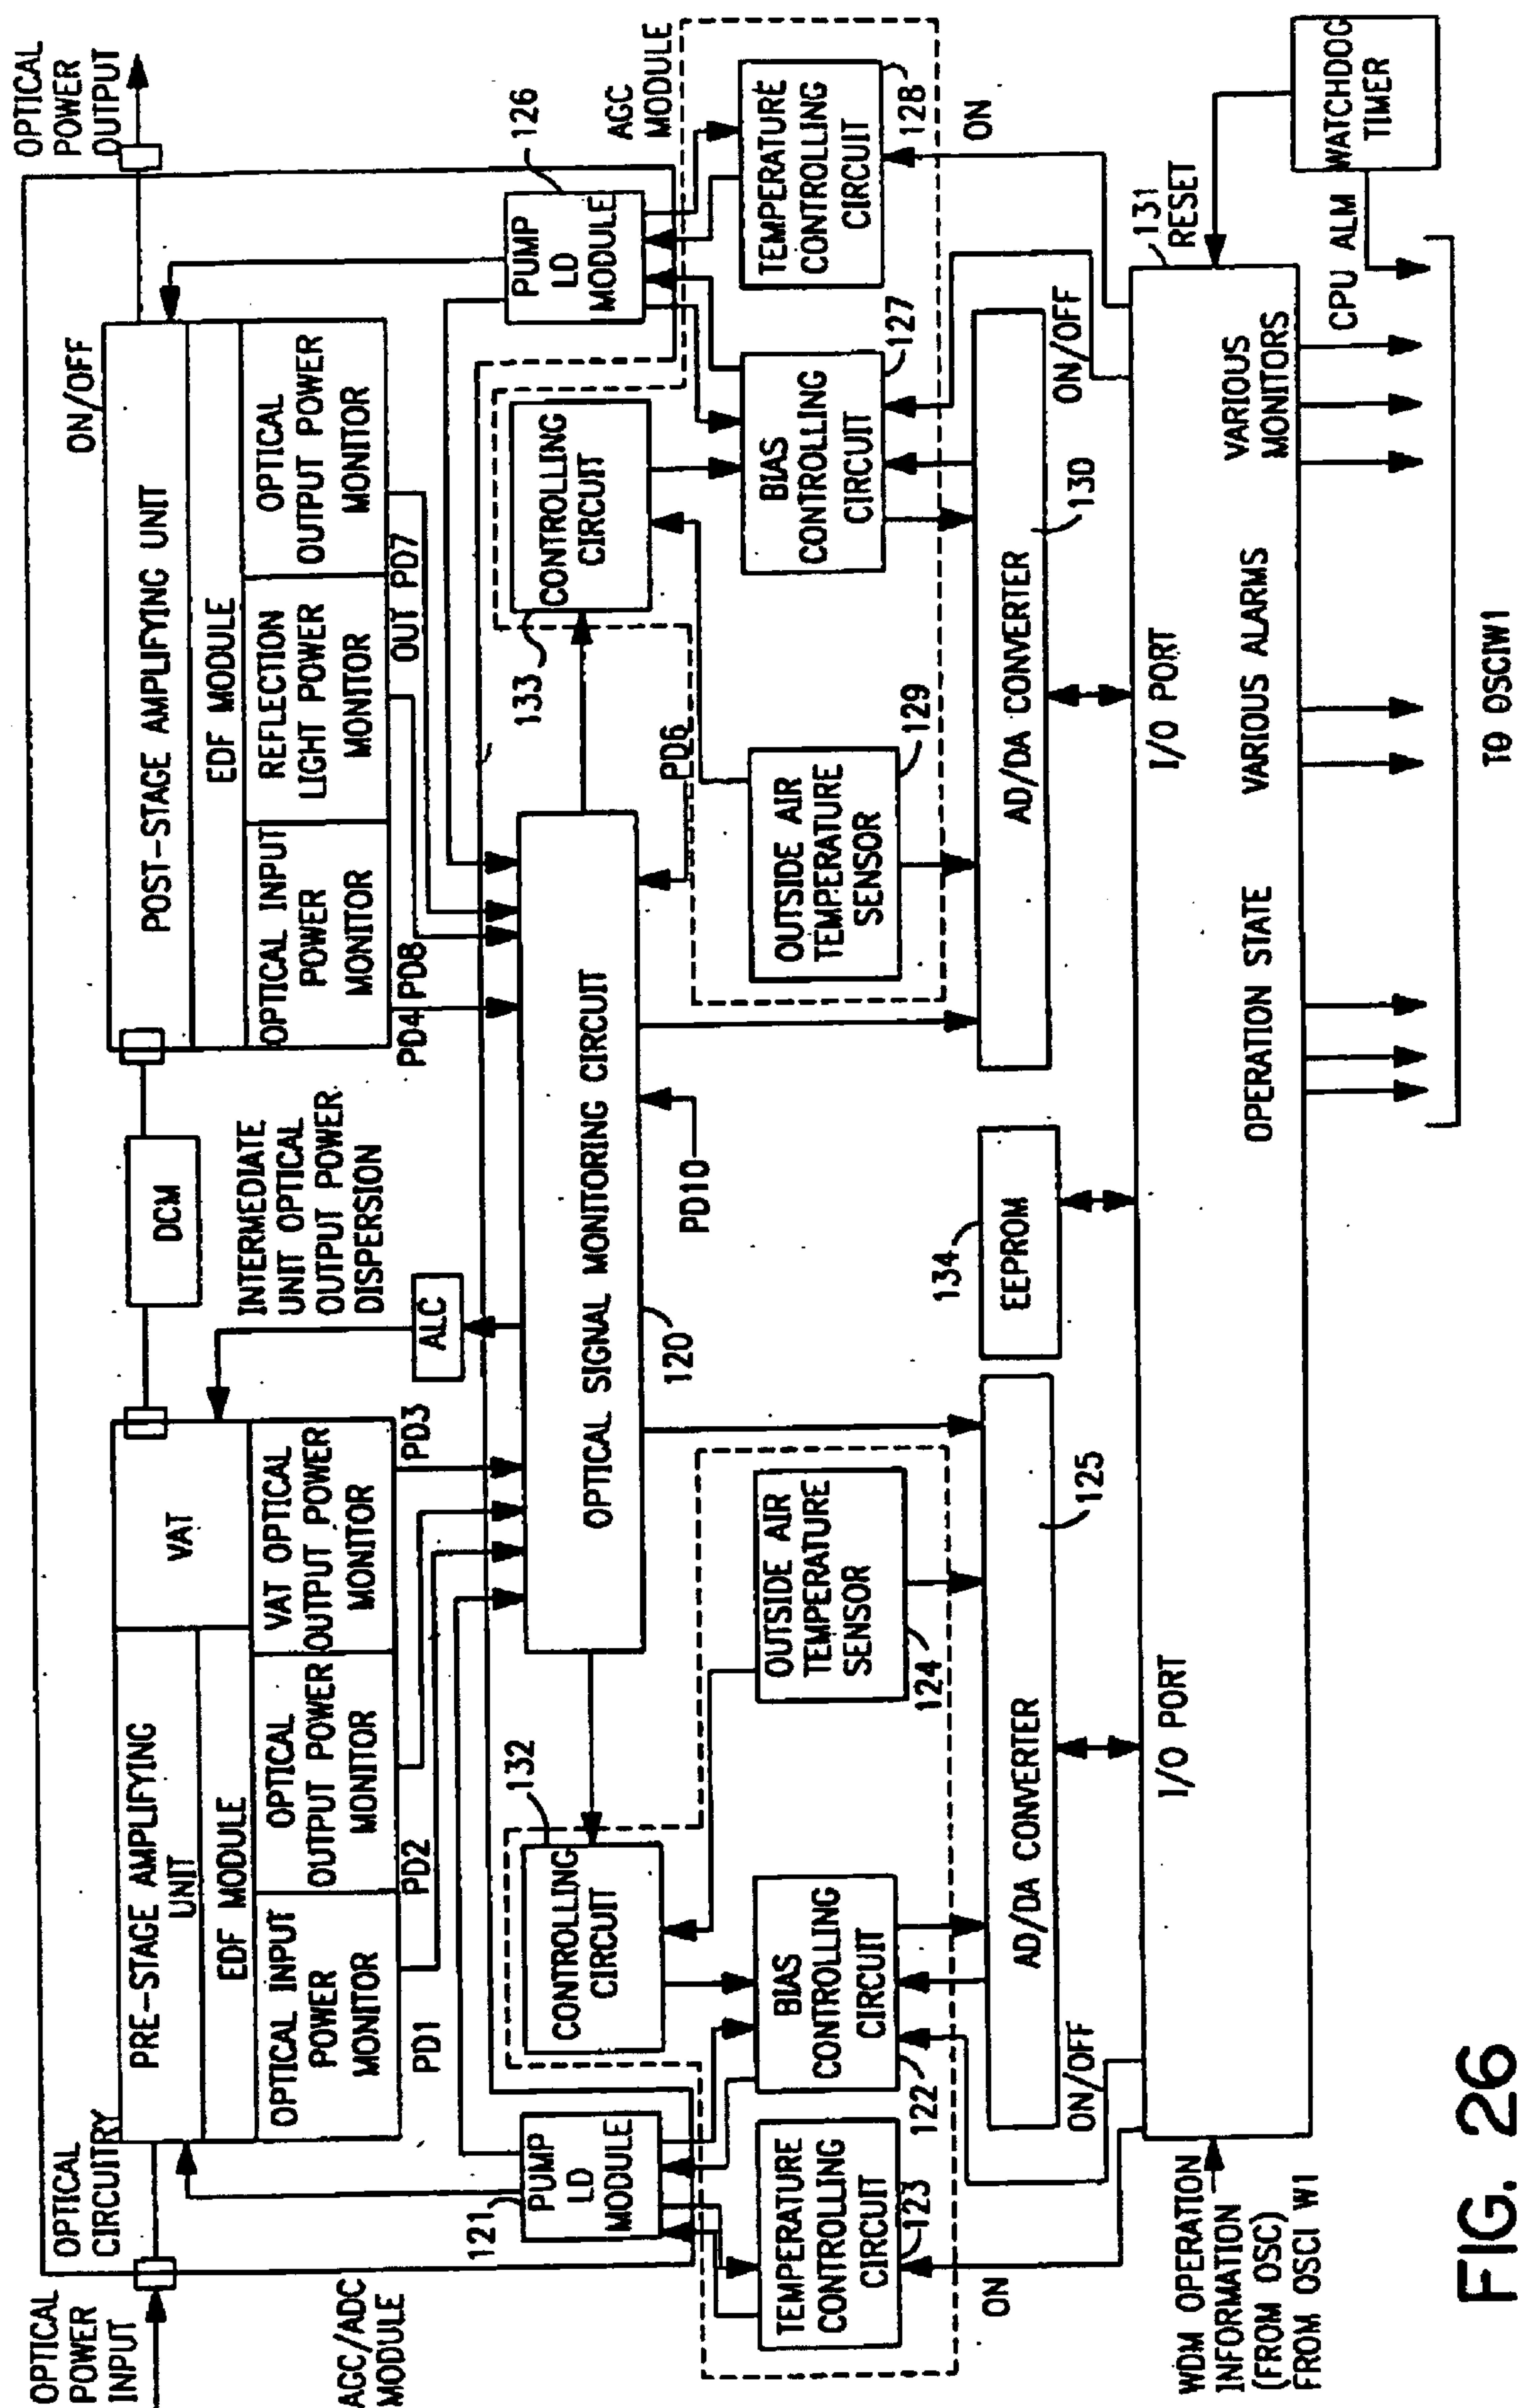 OPTICAL
POWER
INPUT
OPTICAL
CIRCUITRY
PRE-STAGE AMPLIFYING
UNIT
EDF MODULE
OPTICAL INPUT
POWER
MONITOR
OPTICAL
OUTPUT POWER
MONITOR
VAT OPTICAL
OUTPUT POWER
MONITOR
VAT
DCM
INTERMEDIATE
UNIT OPTICAL
OUTPUT POWER
DISPERSION
ALC
ON/OFF
POST-STAGE AMPLIFYING UNIT
EDF MODULE
OPTICAL INPUT
POWER
MONITOR
REFLECTION
LIGHT POWER
MONITOR
OPTICAL
OUTPUT POWER
MONITOR
OPTICAL
POWER
OUTPUT
PD1
PD2
PD3
PD4
PD8
OUT PD7
AGC/ADC
MODULE
121
PUMP
LD
MODULE
132
CONTROLLING
CIRCUIT
OPTICAL SIGNAL MONITORING CIRCUIT
120
PD10
PD6
133
CONTROLLING
CIRCUIT
PUMP
LD
MODULE
126
AGC
MODULE
TEMPERATURE
CONTROLLING
CIRCUIT
123
BIAS
CONTROLLING
CIRCUIT
122
OUTSIDE AIR
TEMPERATURE
SENSOR
124
OUTSIDE AIR
TEMPERATURE
SENSOR
129
BIAS
CONTROLLING
CIRCUIT
127
TEMPERATURE
CONTROLLING
CIRCUIT
128
ON
ON/OFF
AD/DA CONVERTER
125
134
EEPROM
AD/DA CONVERTER
130
ON/OFF
ON
WDM OPERATION
INFORMATION
(FROM OSC)
FROM OSCI W1
I/O PORT
I/O PORT
131
RESET
OPERATION STATE
VARIOUS ALARMS
VARIOUS
MONITORS
CPU ALM
WATCHDOG
TIMER
TO OSCIW1
FIG. 26